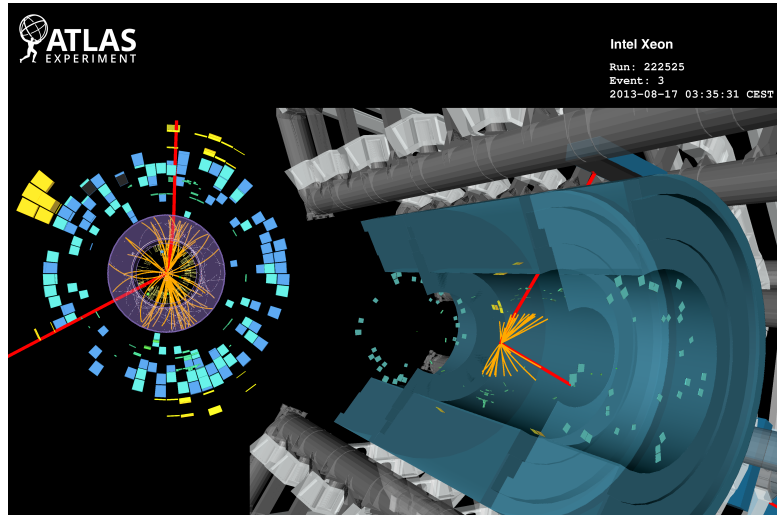 ATLAS
EXPERIMENT
Intel Xeon
Run: 222525
Event: 3
2013-08-17 03:35:31 CEST